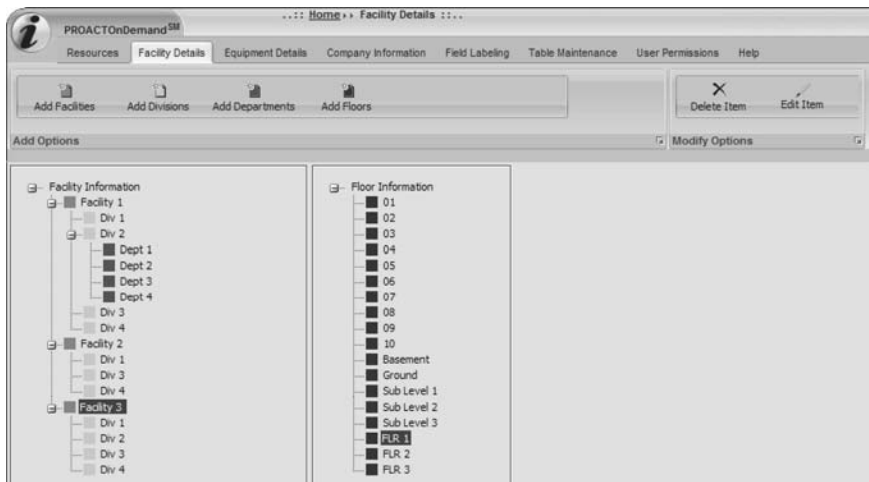 ..:: Home ›› Facility Details ::..
i
PROACTOnDemand SM
Resources Facility Details Equipment Details Company Information Field Labeling Table Maintenance User Permissions Help
Add Facilities Add Divisions Add Departments Add Floors Delete Item Edit Item
Add Options Modify Options
Facility Information
Facility 1
Div 1
Div 2
Dept 1
Dept 2
Dept 3
Dept 4
Div 3
Div 4
Facility 2
Div 1
Div 3
Div 4
Facility 3
Div 1
Div 2
Div 3
Div 4
Floor Information
01
02
03
04
05
06
07
08
09
10
Basement
Ground
Sub Level 1
Sub Level 2
Sub Level 3
FLR 1
FLR 2
FLR 3